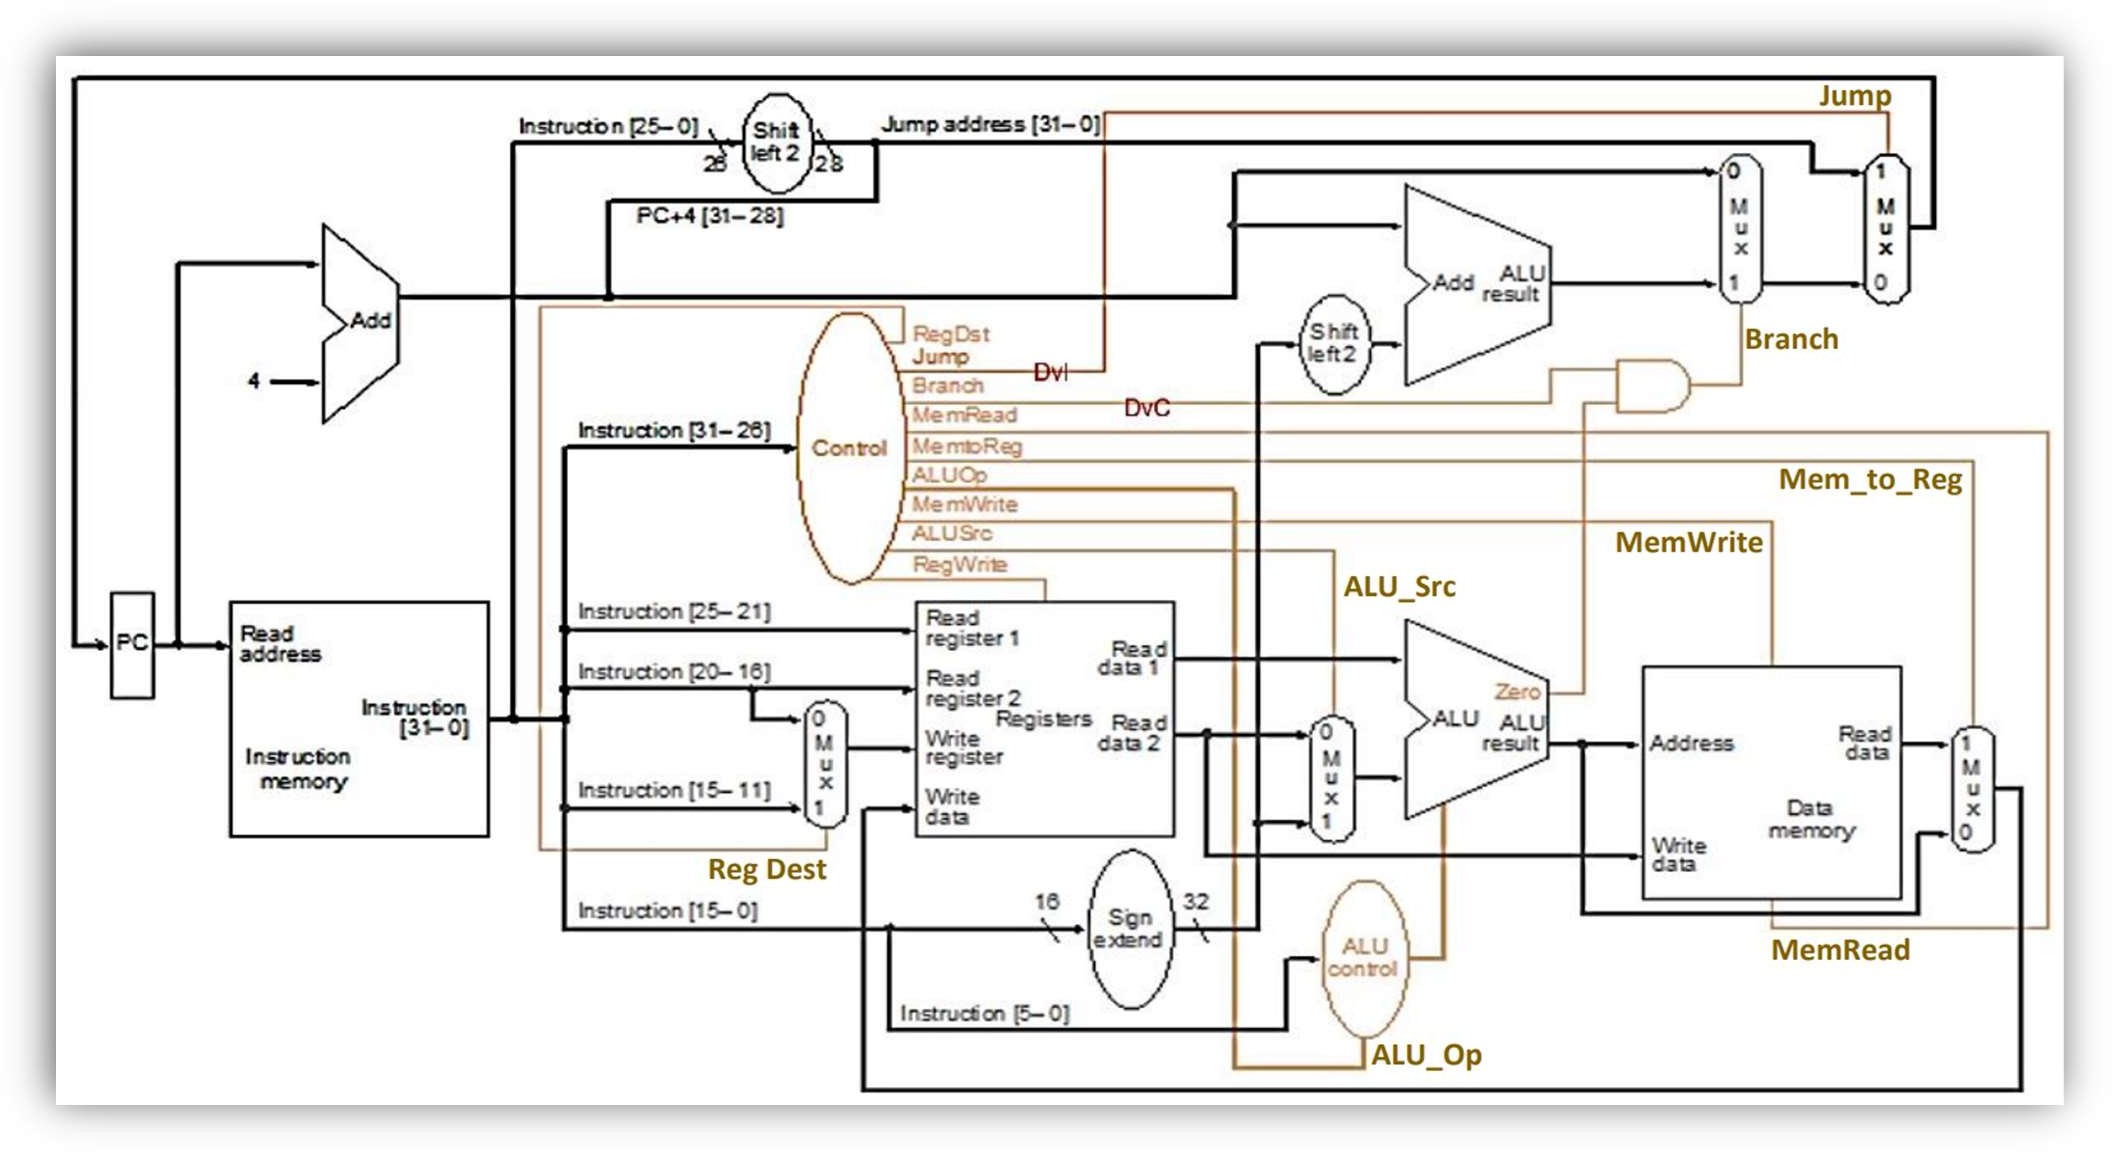 Jump
Instruction [25–0]
26
Shift
left 2
28
Jump address [31–0]
PC+4 [31–28]
Add
4
0
M
u
x
1
1
M
u
x
0
Add
ALU
result
Shift
left 2
Branch
RegDst
Jump
DvI
Branch
DvC
MemRead
MemtoReg
ALUOp
MemWrite
ALUSrc
RegWrite
Control
Instruction [31–26]
Mem_to_Reg
MemWrite
ALU_Src
PC
Read
address
Instruction
[31–0]
Instruction
memory
Instruction [25–21]
Instruction [20–16]
Instruction [15–11]
0
M
u
x
1
Reg Dest
Read
register 1
Read
register 2
Write
register
Write
data
Registers
Read
data 1
Read
data 2
0
M
u
x
1
Zero
ALU
ALU
result
Address
Write
data
Read
data
Data
memory
1
M
u
x
0
MemRead
Instruction [15–0]
16
Sign
extend
32
ALU
control
Instruction [5–0]
ALU_Op